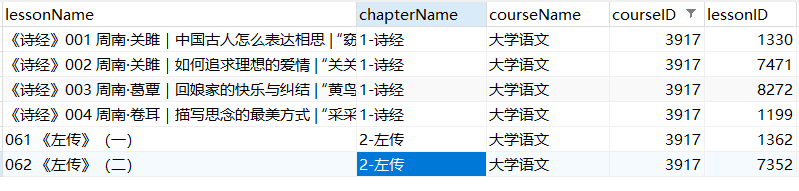 lessonName chapterName courseName courseID lessonID
《诗经》001 周南·关雎 | 中国古人怎么表达相思 | “窈 1-诗经 大学语文 3917 1330
《诗经》002 周南·关雎 | 如何追求理想的爱情 | “关关 1-诗经 大学语文 3917 7471
《诗经》003 周南·葛覃 | 回娘家的快乐与纠结 | “黄鸟 1-诗经 大学语文 3917 8272
《诗经》004 周南·卷耳 | 描写思念的最美方式 | “采采 1-诗经 大学语文 3917 1199
061 《左传》（一） 2-左传 大学语文 3917 1362
062 《左传》（二） 2-左传 大学语文 3917 7352